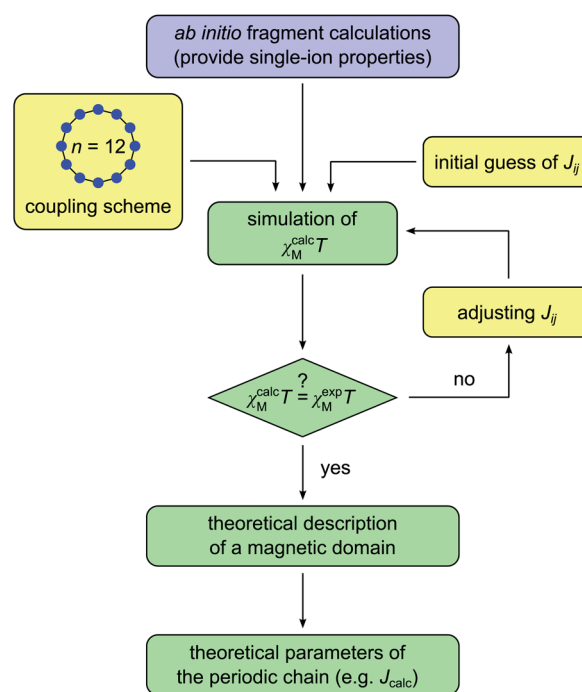 ab initio fragment calculations
(provide single-ion properties)
n = 12
coupling scheme
initial guess of Jij
simulation of
χMcalcT
adjusting Jij
?
χMcalcT = χMexpT
no
yes
theoretical description
of a magnetic domain
theoretical parameters of
the periodic chain (e.g. Jcalc)